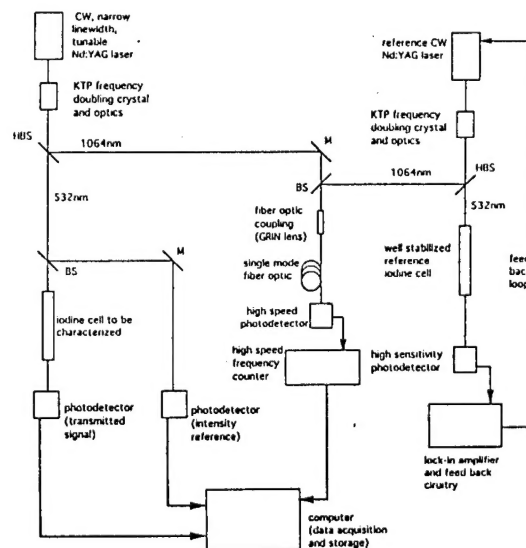 CW, narrow
linewidth,
tunable
Nd:YAG laser
KTP frequency
doubling crystal
and optics
HBS
1064nm
M
532nm
BS
M
iodine cell to be
characterized
photodetector
(transmitted
signal)
photodetector
(intensity
reference)
BS
1064nm
fiber optic
coupling
(GRIN lens)
single mode
fiber optic
high speed
photodetector
high speed
frequency
counter
computer
(data acquisition
and storage)
reference CW
Nd:YAG laser
KTP frequency
doubling crystal
and optics
HBS
532nm
well stabilized
reference
iodine cell
feed
back
loop
high sensitivity
photodetector
lock-in amplifier
and feed back
ciruitry